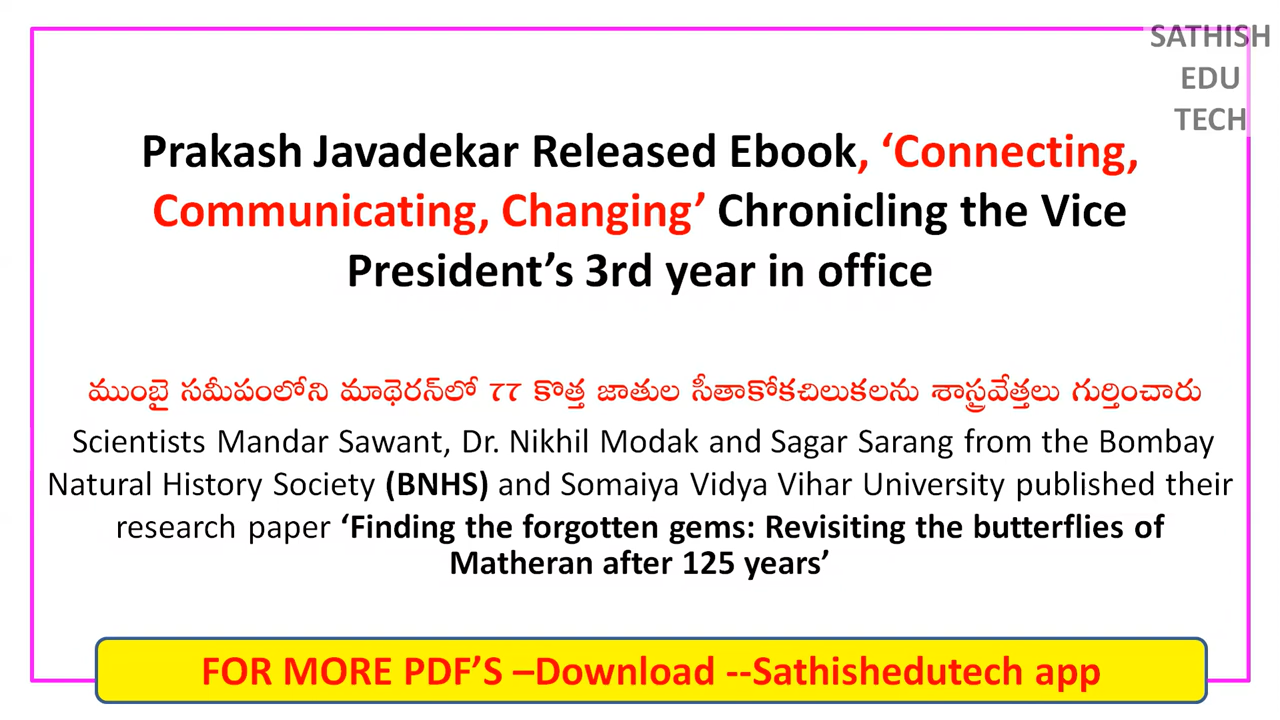 SATHISH
EDU
TECH
Prakash Javadekar Released Ebook, ‘Connecting,
Communicating, Changing’ Chronicling the Vice
President’s 3rd year in office
ముంబై సమీపంలోని మాథెరన్‌లో 77 కొత్త జాతుల సీతాకోకచిలుకలను శాస్త్రవేత్తలు గుర్తించారు
Scientists Mandar Sawant, Dr. Nikhil Modak and Sagar Sarang from the Bombay
Natural History Society (BNHS) and Somaiya Vidya Vihar University published their
research paper ‘Finding the forgotten gems: Revisiting the butterflies of
Matheran after 125 years’
FOR MORE PDF’S –Download --Sathishedutech app